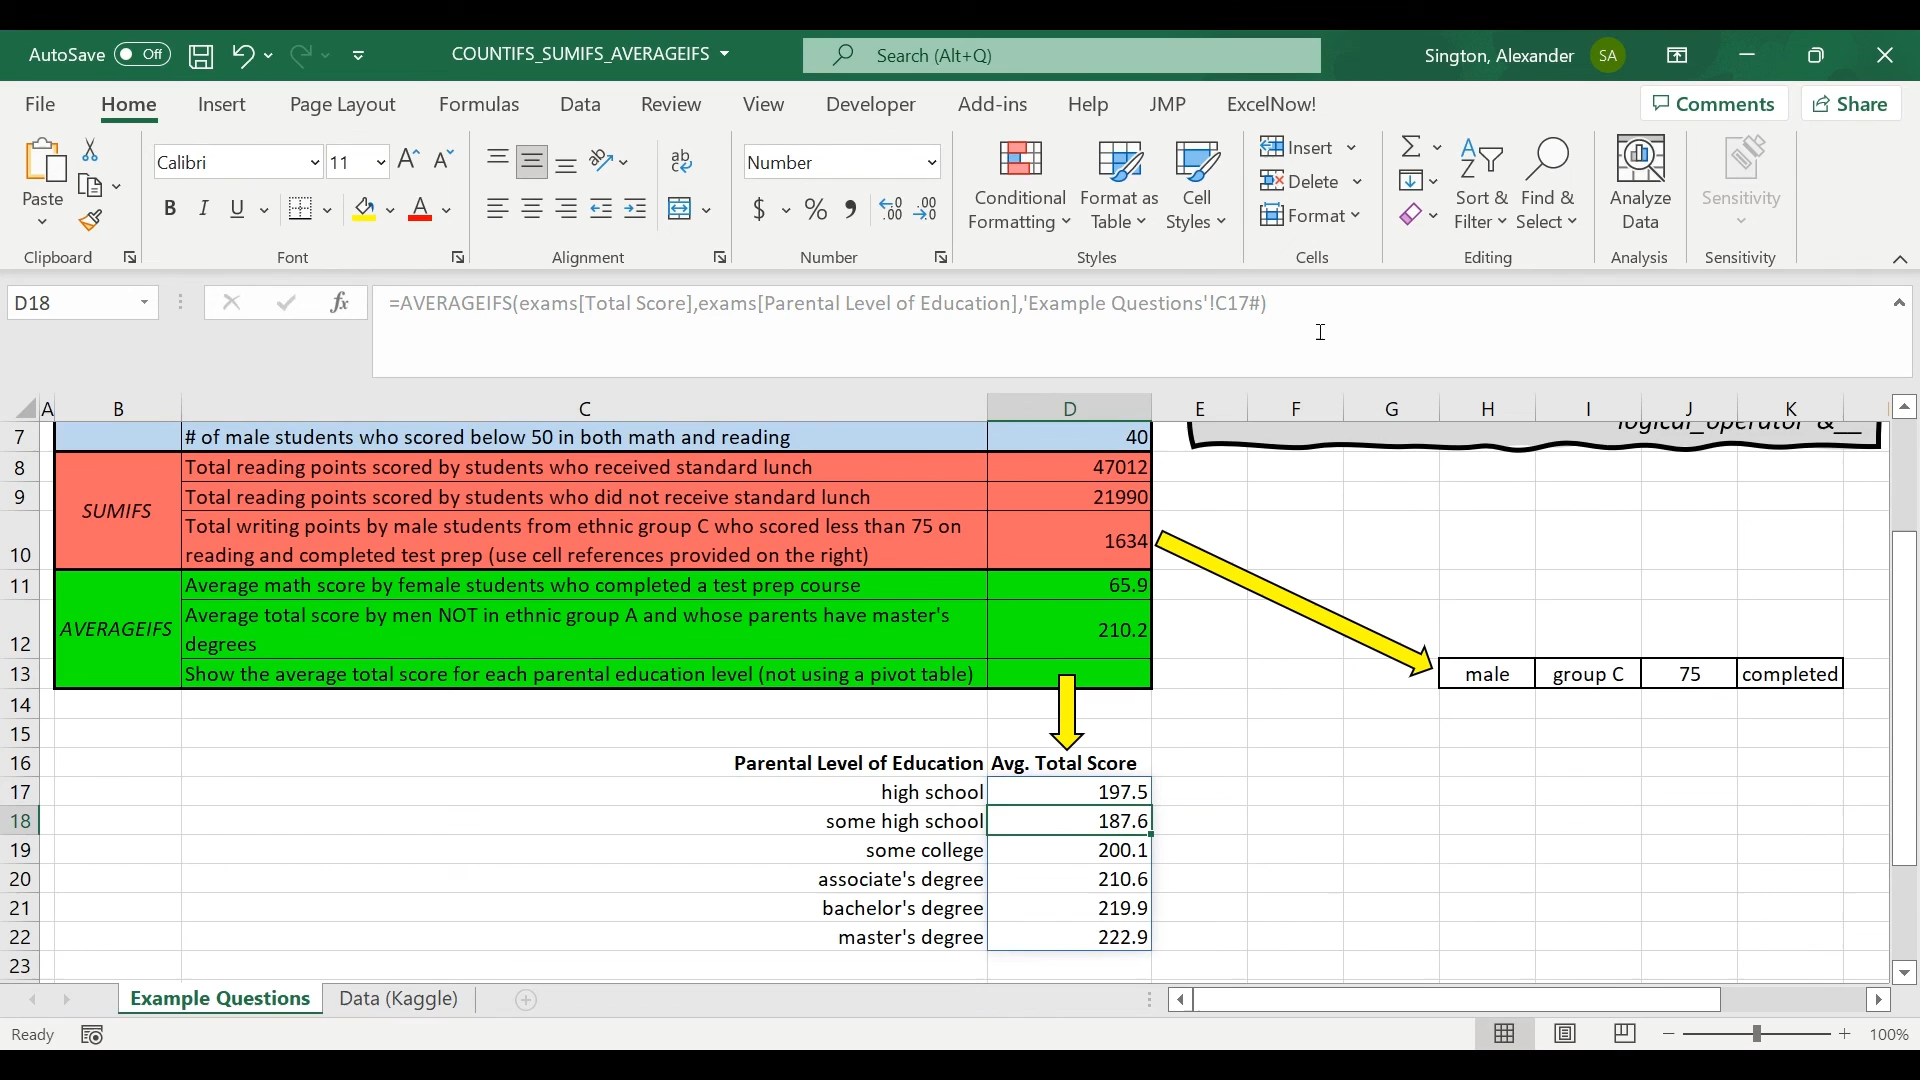 AutoSave Off COUNTIFS_SUMIFS_AVERAGEIFS Search (Alt+Q) Sington, Alexander SA
File Home Insert Page Layout Formulas Data Review View Developer Add-ins Help JMP ExcelNow! Comments Share
Paste Calibri 11 A A ab Number Conditional Formatting Format as Table Cell Styles Insert Delete Format Sort & Filter Find & Select Analyze Data Sensitivity
B I U A $ % , .00 .00
Clipboard Font Alignment Number Styles Cells Editing Analysis Sensitivity
D18 fx =AVERAGEIFS(exams[Total Score],exams[Parental Level of Education],'Example Questions'!C17#)
A B C D E F G H I J K
7 # of male students who scored below 50 in both math and reading 40 logical_operator &__
8 Total reading points scored by students who received standard lunch 47012
9 SUMIFS Total reading points scored by students who did not receive standard lunch 21990
10 Total writing points by male students from ethnic group C who scored less than 75 on
reading and completed test prep (use cell references provided on the right) 1634
11 Average math score by female students who completed a test prep course 65.9
12 AVERAGEIFS Average total score by men NOT in ethnic group A and whose parents have master's
degrees 210.2
13 Show the average total score for each parental education level (not using a pivot table) male group C 75 completed
14
15
16 Parental Level of Education Avg. Total Score
17 high school 197.5
18 some high school 187.6
19 some college 200.1
20 associate's degree 210.6
21 bachelor's degree 219.9
22 master's degree 222.9
23
Example Questions Data (Kaggle)
Ready 100%